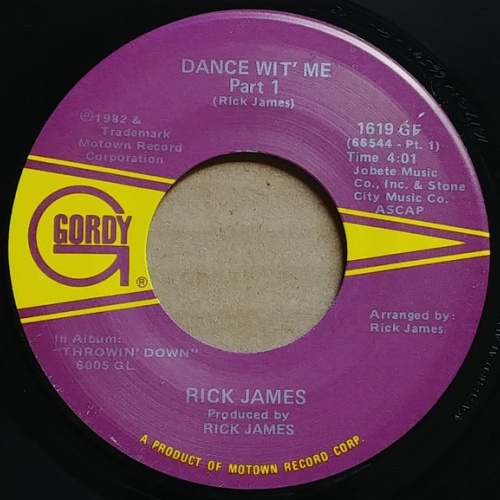 DANCE WIT' ME
Part 1
(Rick James)
℗1982 &
Trademark
Motown Record
Corporation
1619 GF
(66544 - Pt. 1)
Time 4:01
Jobete Music
Co., Inc. & Stone
City Music Co.
ASCAP
GORDY
®
Arranged by:
Rick James
In Album:
"THROWIN' DOWN"
6005 GL
RICK JAMES
Produced by
RICK JAMES
A PRODUCT OF MOTOWN RECORD CORP.